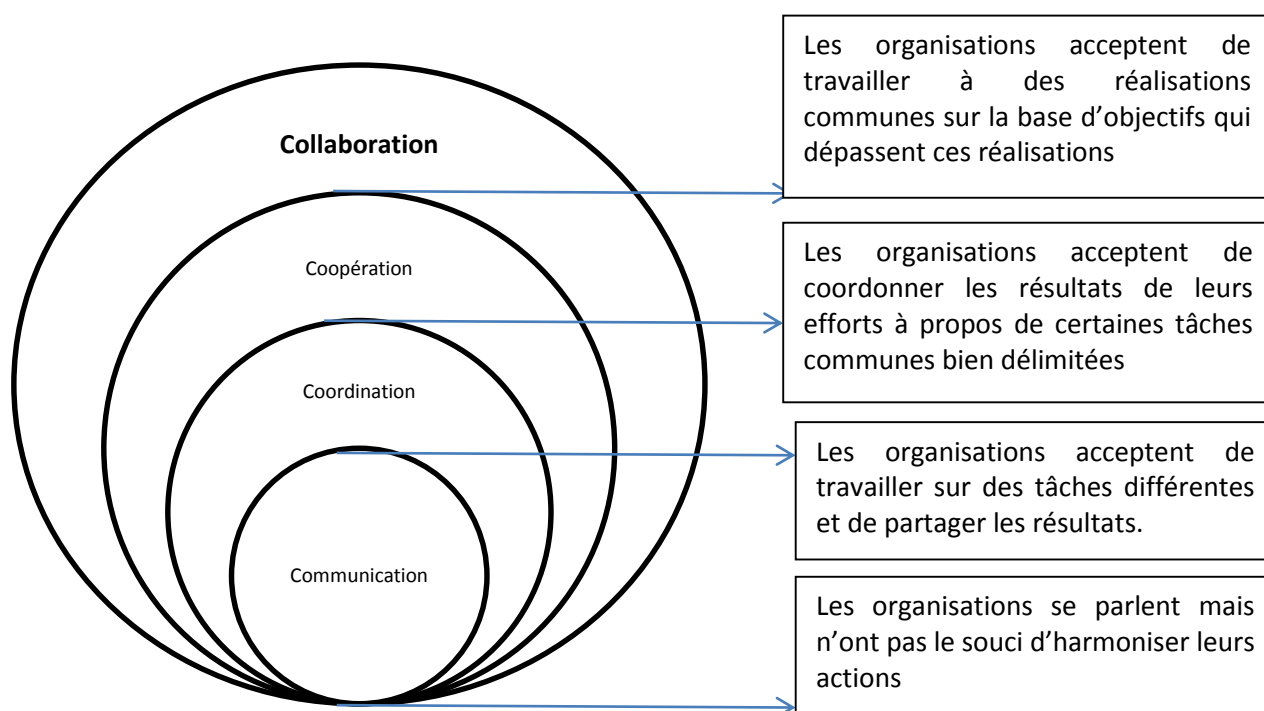 Collaboration
Coopération
Coordination
Communication
Les organisations acceptent de
travailler à des réalisations
communes sur la base d’objectifs qui
dépassent ces réalisations
Les organisations acceptent de
coordonner les résultats de leurs
efforts à propos de certaines tâches
communes bien délimitées
Les organisations acceptent de
travailler sur des tâches différentes
et de partager les résultats.
Les organisations se parlent mais
n’ont pas le souci d’harmoniser leurs
actions